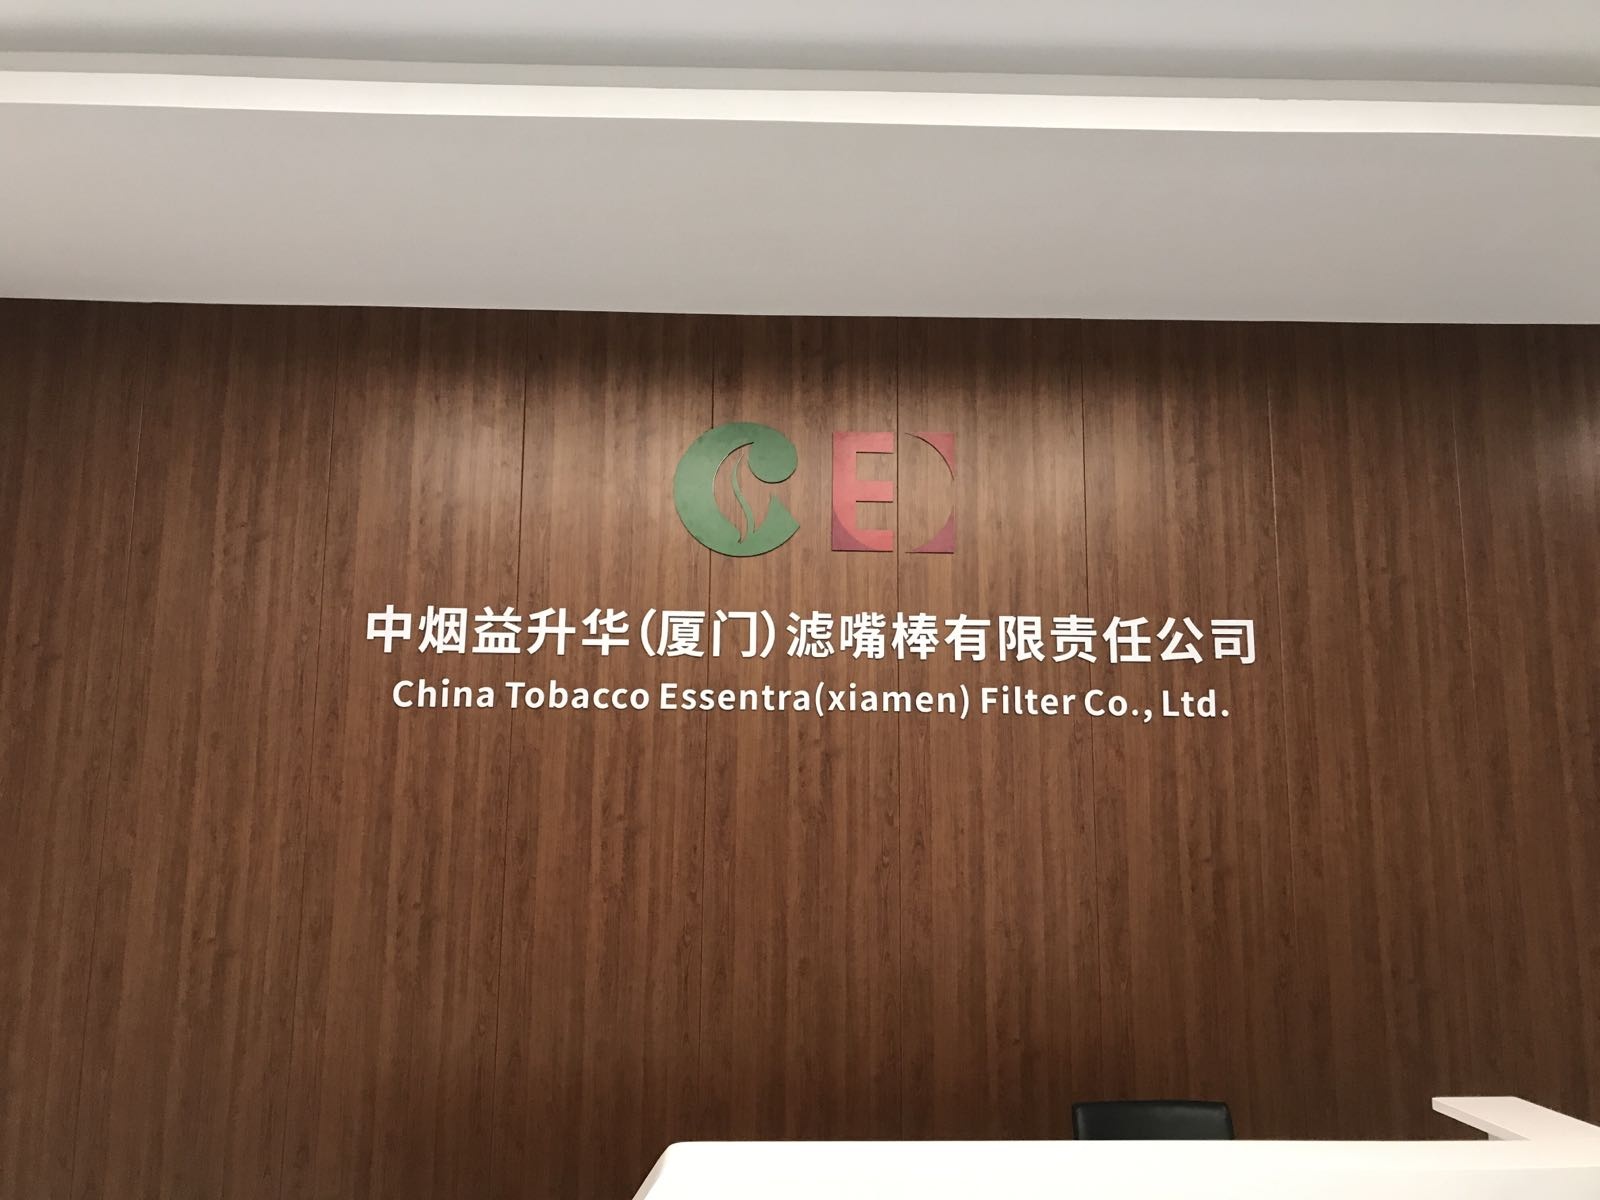 CE
中烟益升华（厦门）滤嘴棒有限责任公司
China Tobacco Essentra(xiamen) Filter Co., Ltd.